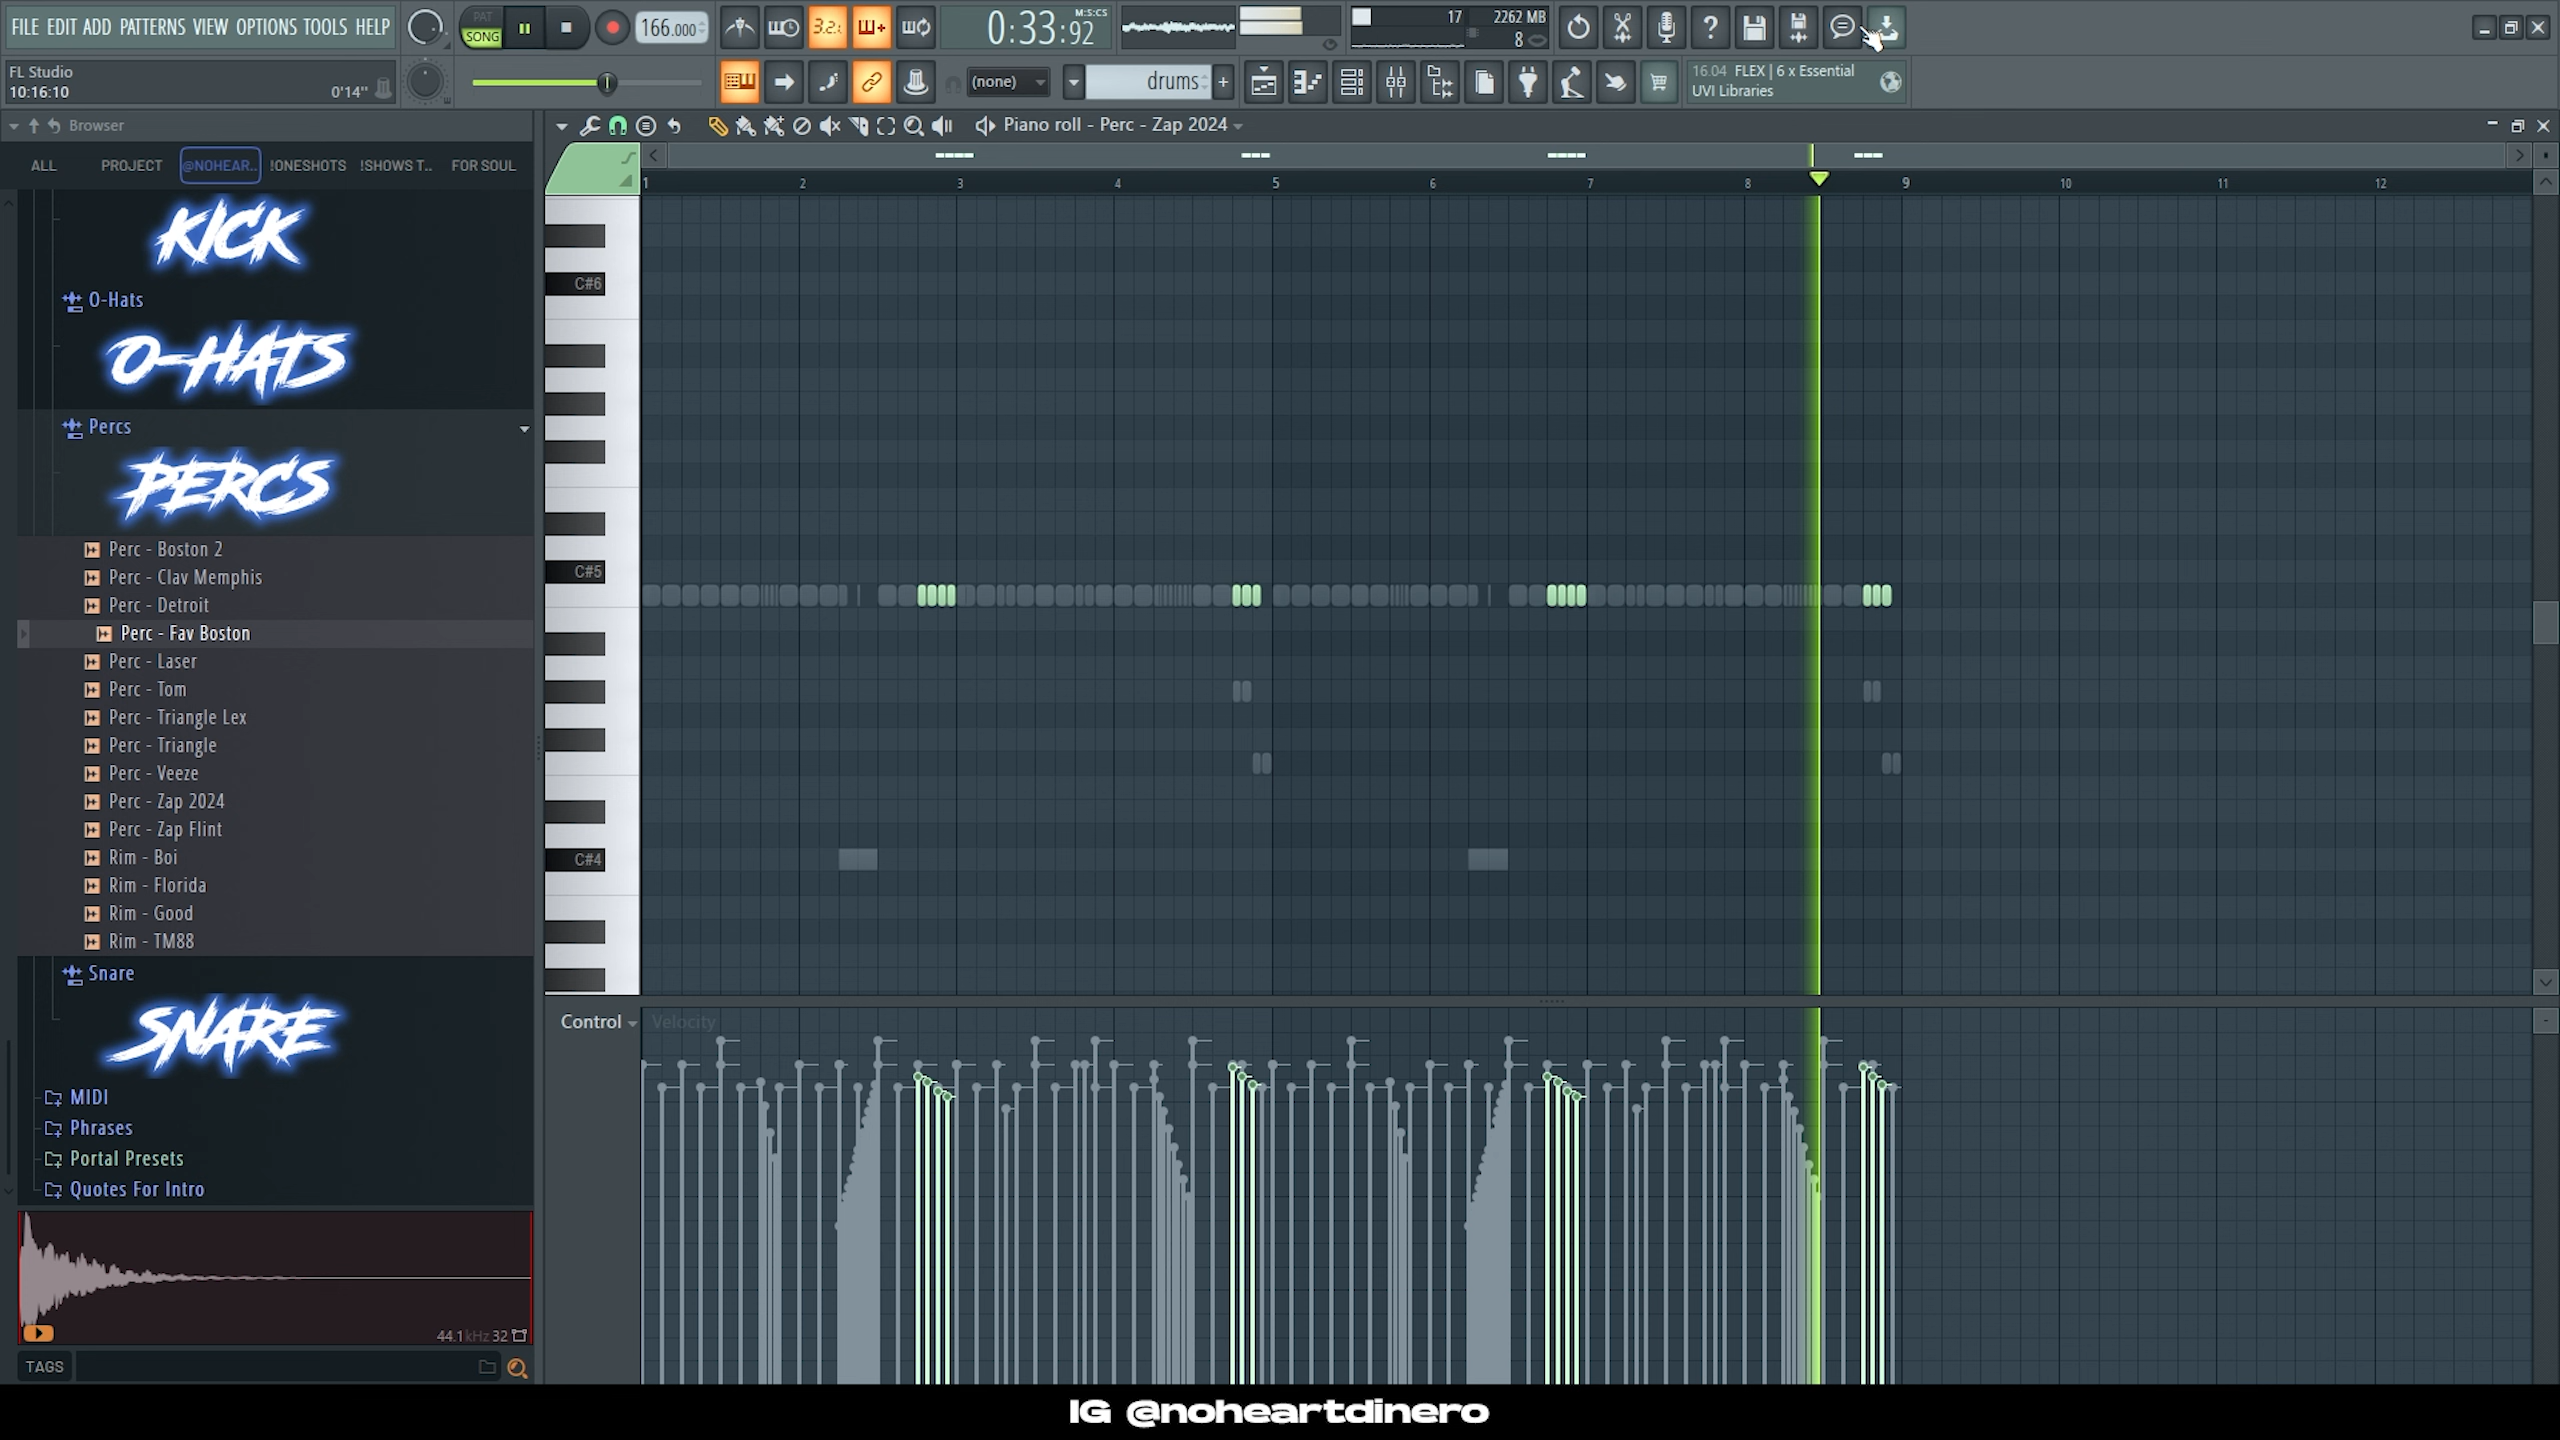 FILE EDIT ADD PATTERNS VIEW OPTIONS TOOLS HELP
PAT
SONG
166.000
3.2.
0:33:92
M:S:CS
17
2262 MB
8
FL Studio
10:16:10
0'14"
(none)
drums
16.04 FLEX | 6 x Essential
UVI Libraries
Browser
Piano roll - Perc - Zap 2024
ALL
PROJECT
@NOHEAR..
!ONESHOTS
!SHOWS T..
FOR SOUL
1
2
3
4
5
6
7
8
9
10
11
12
KICK
O-Hats
O-HATS
Percs
PERCS
Perc - Boston 2
Perc - Clav Memphis
Perc - Detroit
Perc - Fav Boston
Perc - Laser
Perc - Tom
Perc - Triangle Lex
Perc - Triangle
Perc - Veeze
Perc - Zap 2024
Perc - Zap Flint
Rim - Boi
Rim - Florida
Rim - Good
Rim - TM88
Snare
SNARE
MIDI
Phrases
Portal Presets
Quotes For Intro
44.1kHz 32
TAGS
C#6
C#5
C#4
Control
Velocity
IG @noheartdinero